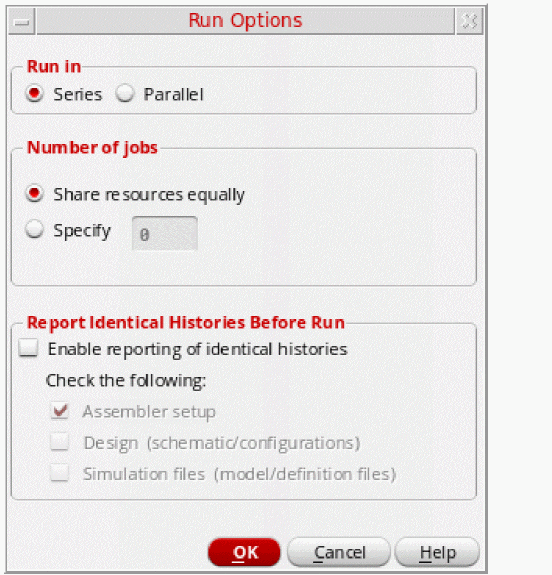 Run Options
Run in
Series Parallel
Number of jobs
Share resources equally
Specify 0
Report Identical Histories Before Run
Enable reporting of identical histories
Check the following:
Assembler setup
Design (schematic/configurations)
Simulation files (model/definition files)
OK Cancel Help